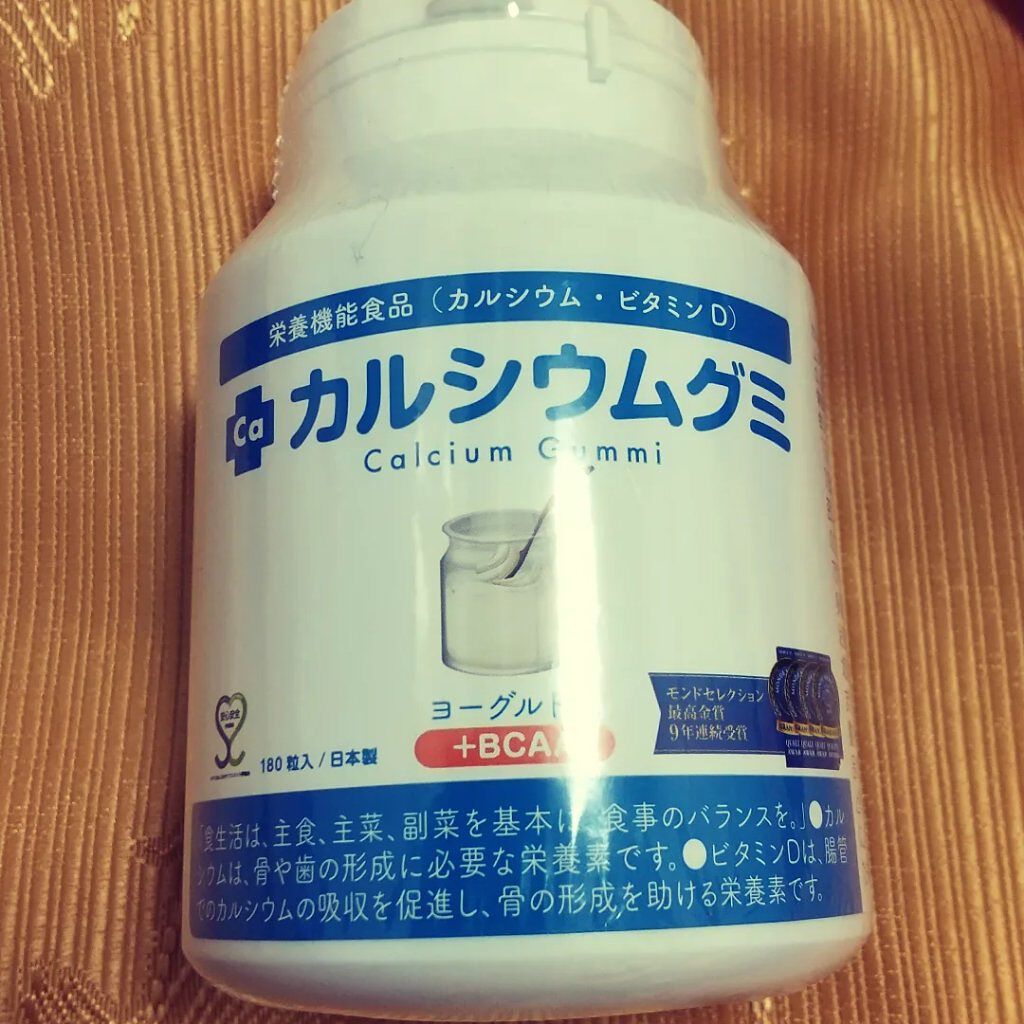 栄養機能食品（カルシウム・ビタミンD）
Ca
カルシウムグミ
Calcium Gummi
ヨーグルト
+BCAA
モンドセレクション
最高金賞
9年連続受賞
安心安全
180粒入 / 日本製
「食生活は、主食、主菜、副菜を基本に、食事のバランスを。」●カル
シウムは、骨や歯の形成に必要な栄養素です。●ビタミンDは、腸管
でのカルシウムの吸収を促進し、骨の形成を助ける栄養素です。